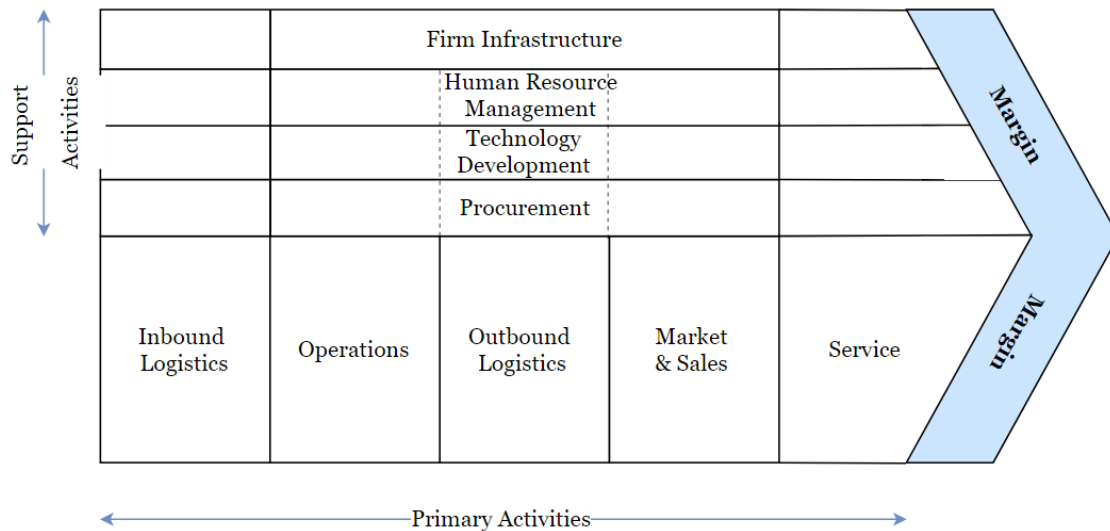 Support
Activities
Firm Infrastructure
Human Resource
Management
Technology
Development
Procurement
Margin
Inbound
Logistics
Operations
Outbound
Logistics
Market
& Sales
Service
Margin
Primary Activities